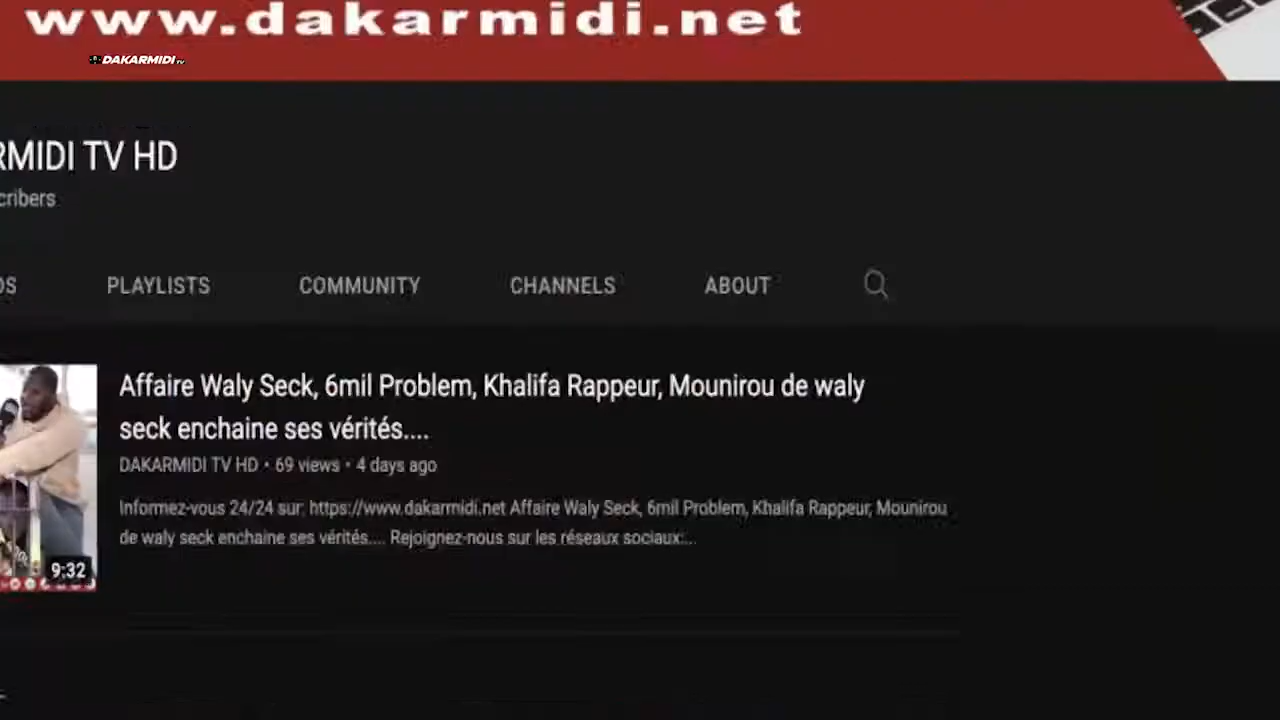 www.dakarmidi.net
DAKARMIDI TV
RMIDI TV HD
cribers
OS PLAYLISTS COMMUNITY CHANNELS ABOUT
Affaire Waly Seck, 6mil Problem, Khalifa Rappeur, Mounirou de waly
seck enchaine ses vérités....
DAKARMIDI TV HD • 69 views • 4 days ago
Informez-vous 24/24 sur: https://www.dakarmidi.net Affaire Waly Seck, 6mil Problem, Khalifa Rappeur, Mounirou
de waly seck enchaine ses vérités.... Rejoignez-nous sur les réseaux sociaux:...
9:32